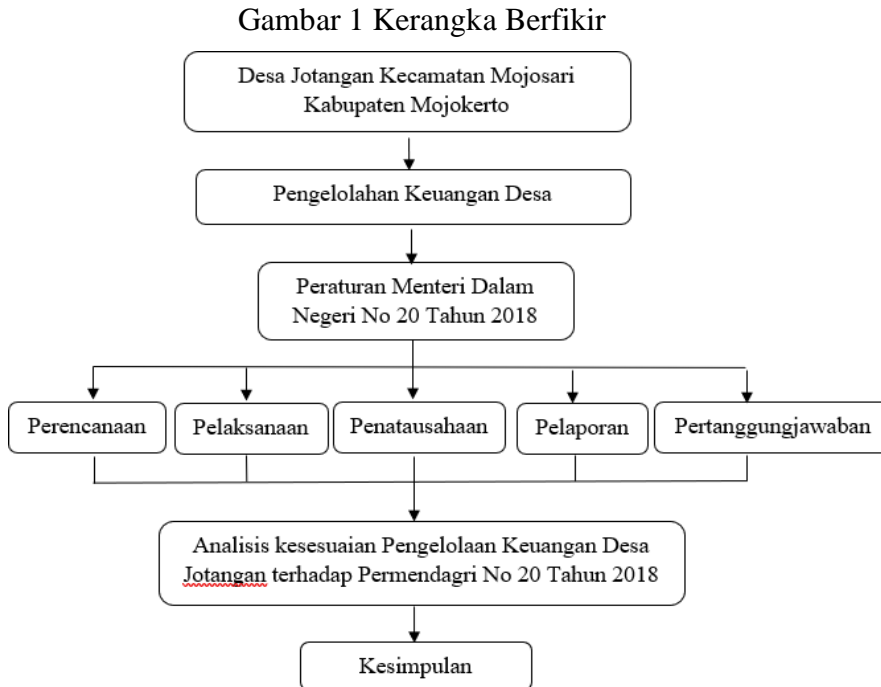 Gambar 1 Kerangka Berfikir
Desa Jotangan Kecamatan Mojosari
Kabupaten Mojokerto
Pengelolahan Keuangan Desa
Peraturan Menteri Dalam
Negeri No 20 Tahun 2018
Perencanaan
Pelaksanaan
Penatausahaan
Pelaporan
Pertanggungjawaban
Analisis kesesuaian Pengelolaan Keuangan Desa
Jotangan terhadap Permendagri No 20 Tahun 2018
Kesimpulan